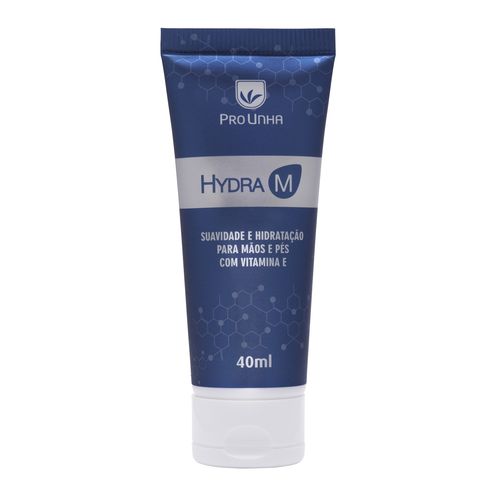 PRO UNHA
HYDRA M
SUAVIDADE E HIDRATAÇÃO
PARA MÃOS E PÉS
COM VITAMINA E
40ml